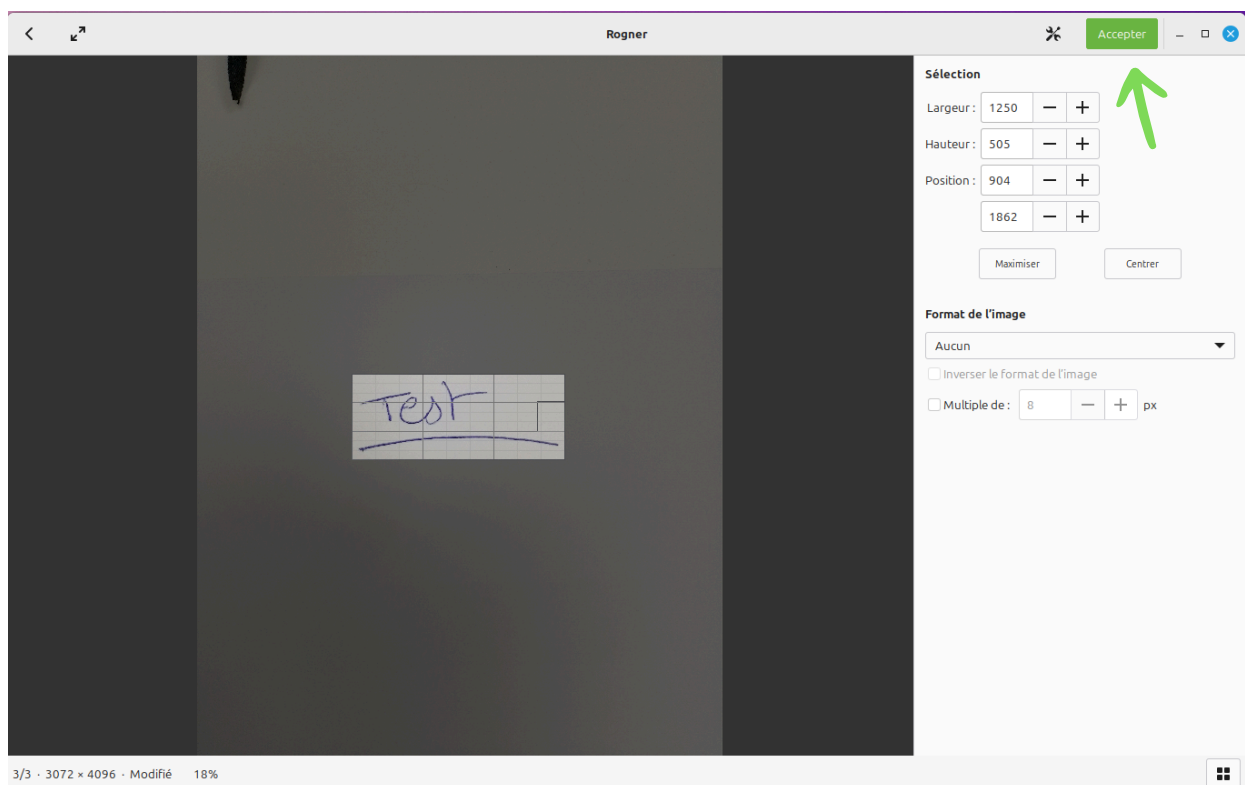 Rogner
Accepter
Sélection
Largeur : 1250
Hauteur : 505
Position : 904
1862
Maximiser Centrer
Format de l'image
Aucun
Inverser le format de l'image
Multiple de : 8 px
Test
3/3 · 3072 × 4096 · Modifié 18%